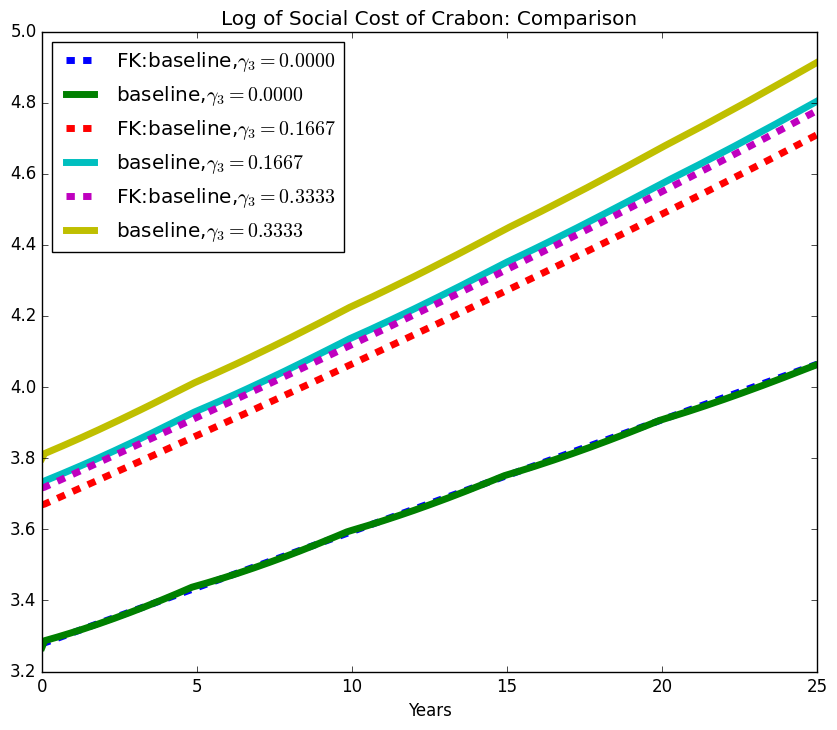 Log of Social Cost of Crabon: Comparison
5.0
4.8
4.6
4.4
4.2
4.0
3.8
3.6
3.4
3.2
FK:baseline,γ₃ = 0.0000
baseline,γ₃ = 0.0000
FK:baseline,γ₃ = 0.1667
baseline,γ₃ = 0.1667
FK:baseline,γ₃ = 0.3333
baseline,γ₃ = 0.3333
0 5 10 15 20 25
Years